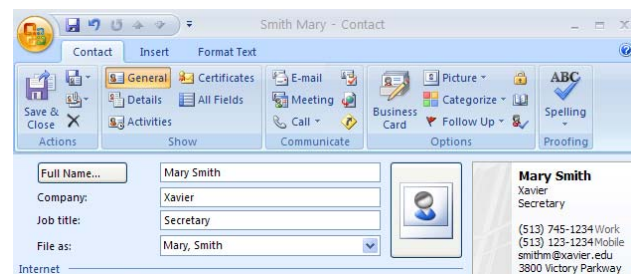 Smith Mary - Contact
Contact Insert Format Text
Save & Close
General Certificates
Details All Fields
Activities
E-mail
Meeting
Call
Business Card
Picture
Categorize
Follow Up
ABC
Spelling
Actions Show Communicate Options Proofing
Full Name... Mary Smith
Company: Xavier
Job title: Secretary
File as: Mary, Smith
Internet
Mary Smith
Xavier
Secretary
(513) 745-1234 Work
(513) 123-1234 Mobile
smithm@xavier.edu
3800 Victory Parkway